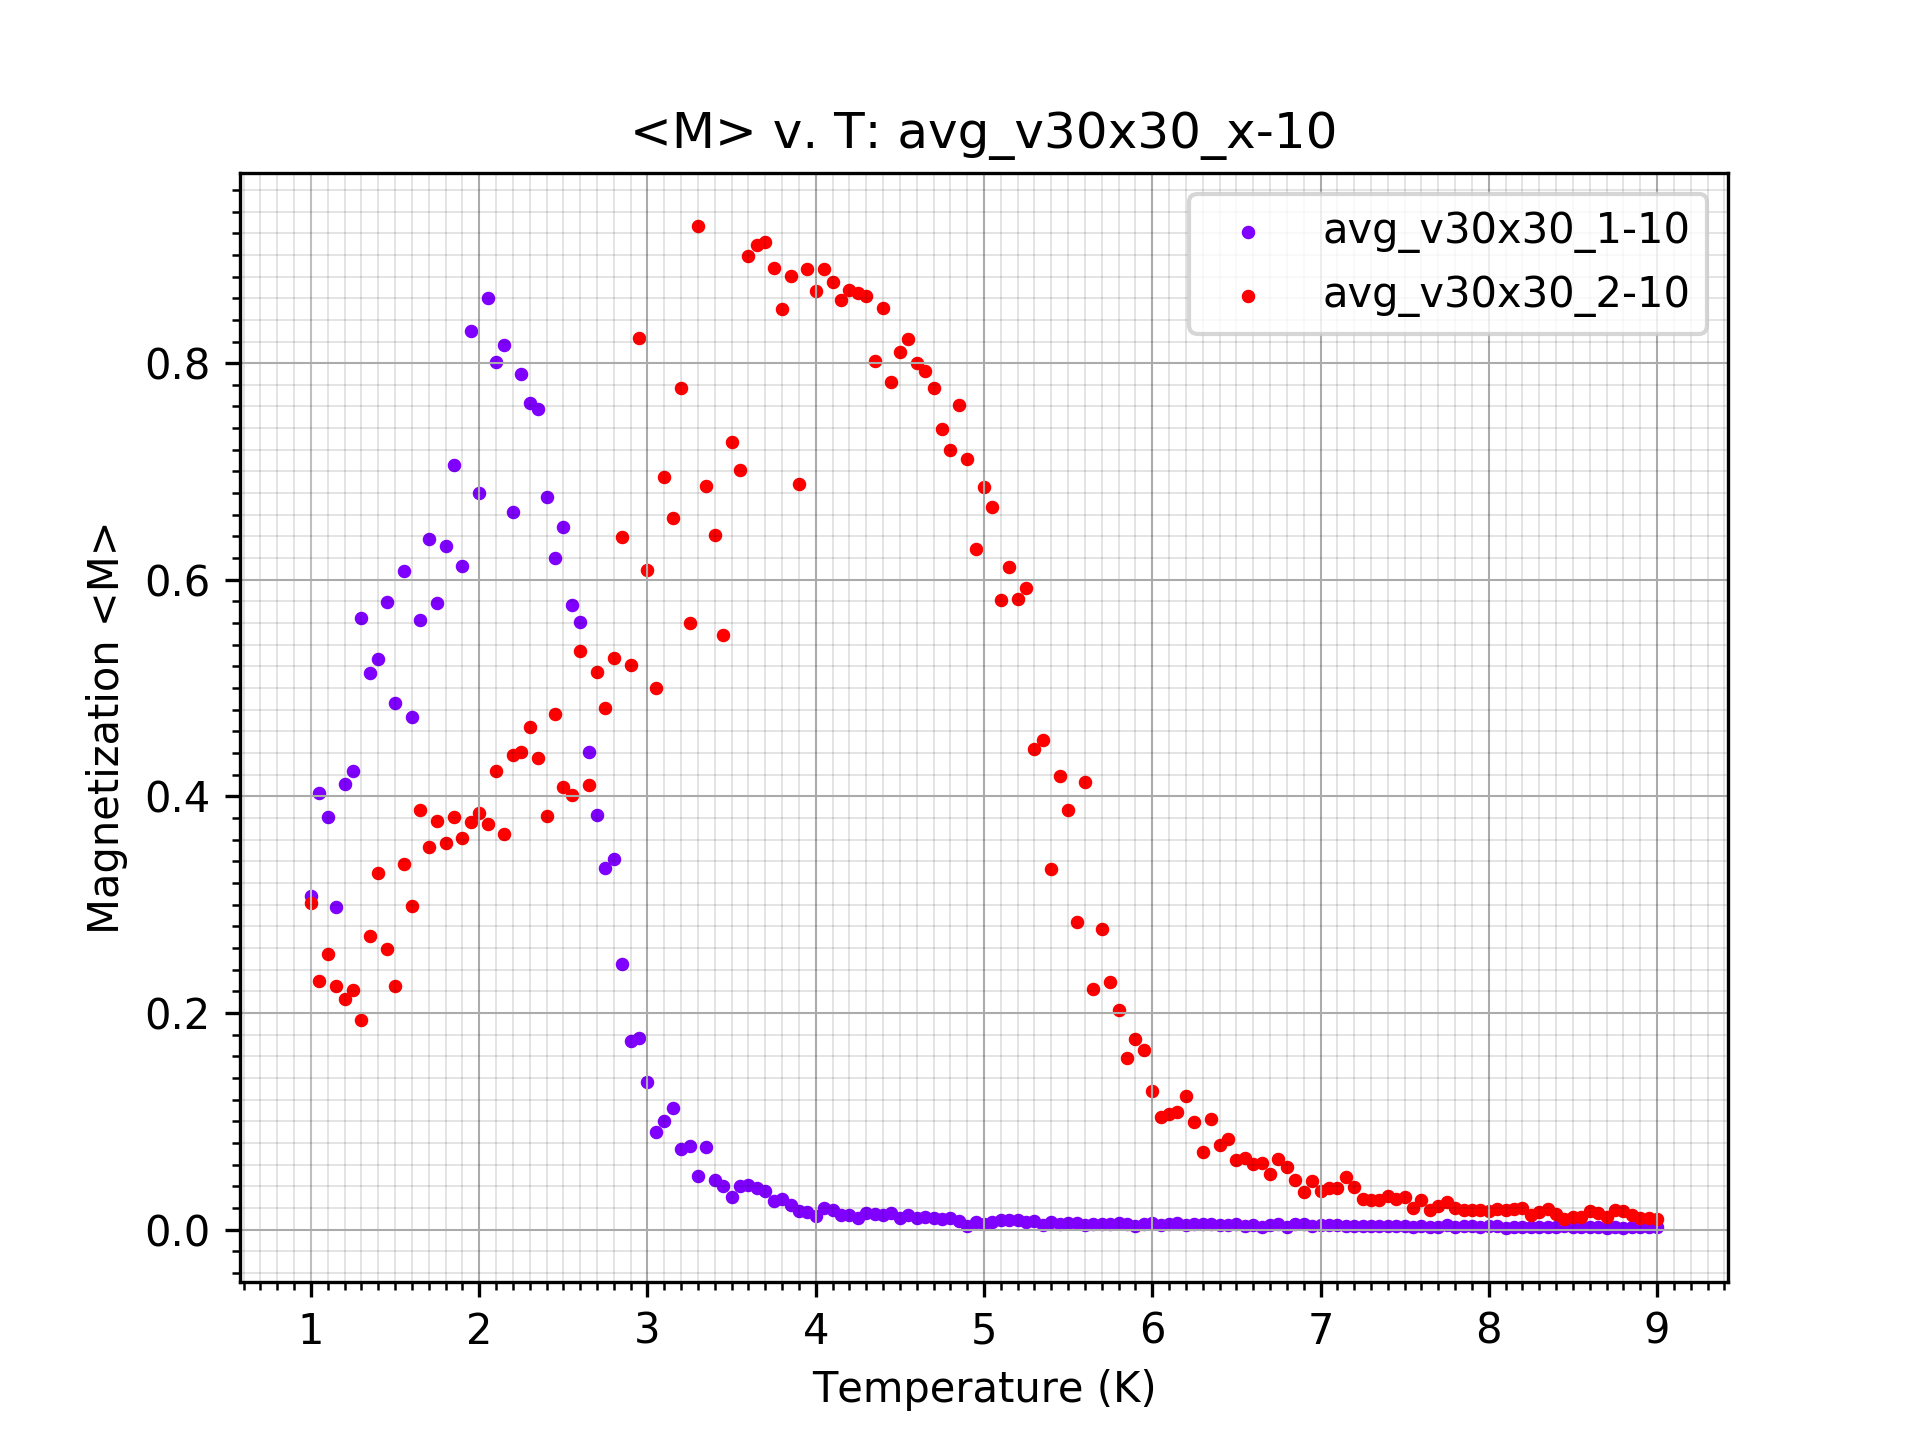 <M> v. T: avg_v30x30_x-10
avg_v30x30_1-10
avg_v30x30_2-10
Magnetization <M>
0.8
0.6
0.4
0.2
0.0
1 2 3 4 5 6 7 8 9
Temperature (K)